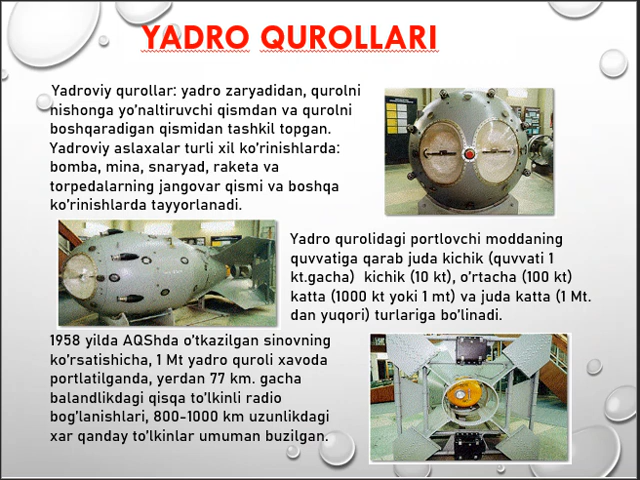 YADRO QUROLLARI
Yadroviy qurollar: yadro zaryadidan, qurolni
nishonga yo'naltiruvchi qismdan va qurolni
boshqaradigan qismidan tashkil topgan.
Yadroviy aslaxalar turli xil ko'rinishlarda:
bomba, mina, snaryad, raketa va
torpedalarning jangovar qismi va boshqa
ko'rinishlarda tayyorlanadi.
Yadro qurolidagi portlovchi moddaning
quvvatiga qarab juda kichik (quvvati 1
kt.gacha) kichik (10 kt), o'rtacha (100 kt)
katta (1000 kt yoki 1 mt) va juda katta (1 Mt.
dan yuqori) turlariga bo'linadi.
1958 yilda AQShda o'tkazilgan sinovning
ko'rsatishicha, 1 Mt yadro quroli xavoda
portlatilganda, yerdan 77 km. gacha
balandlikdagi qisqa to'lkinli radio
bog'lanishlari, 800-1000 km uzunlikdagi
xar qanday to'lkinlar umuman buzilgan.